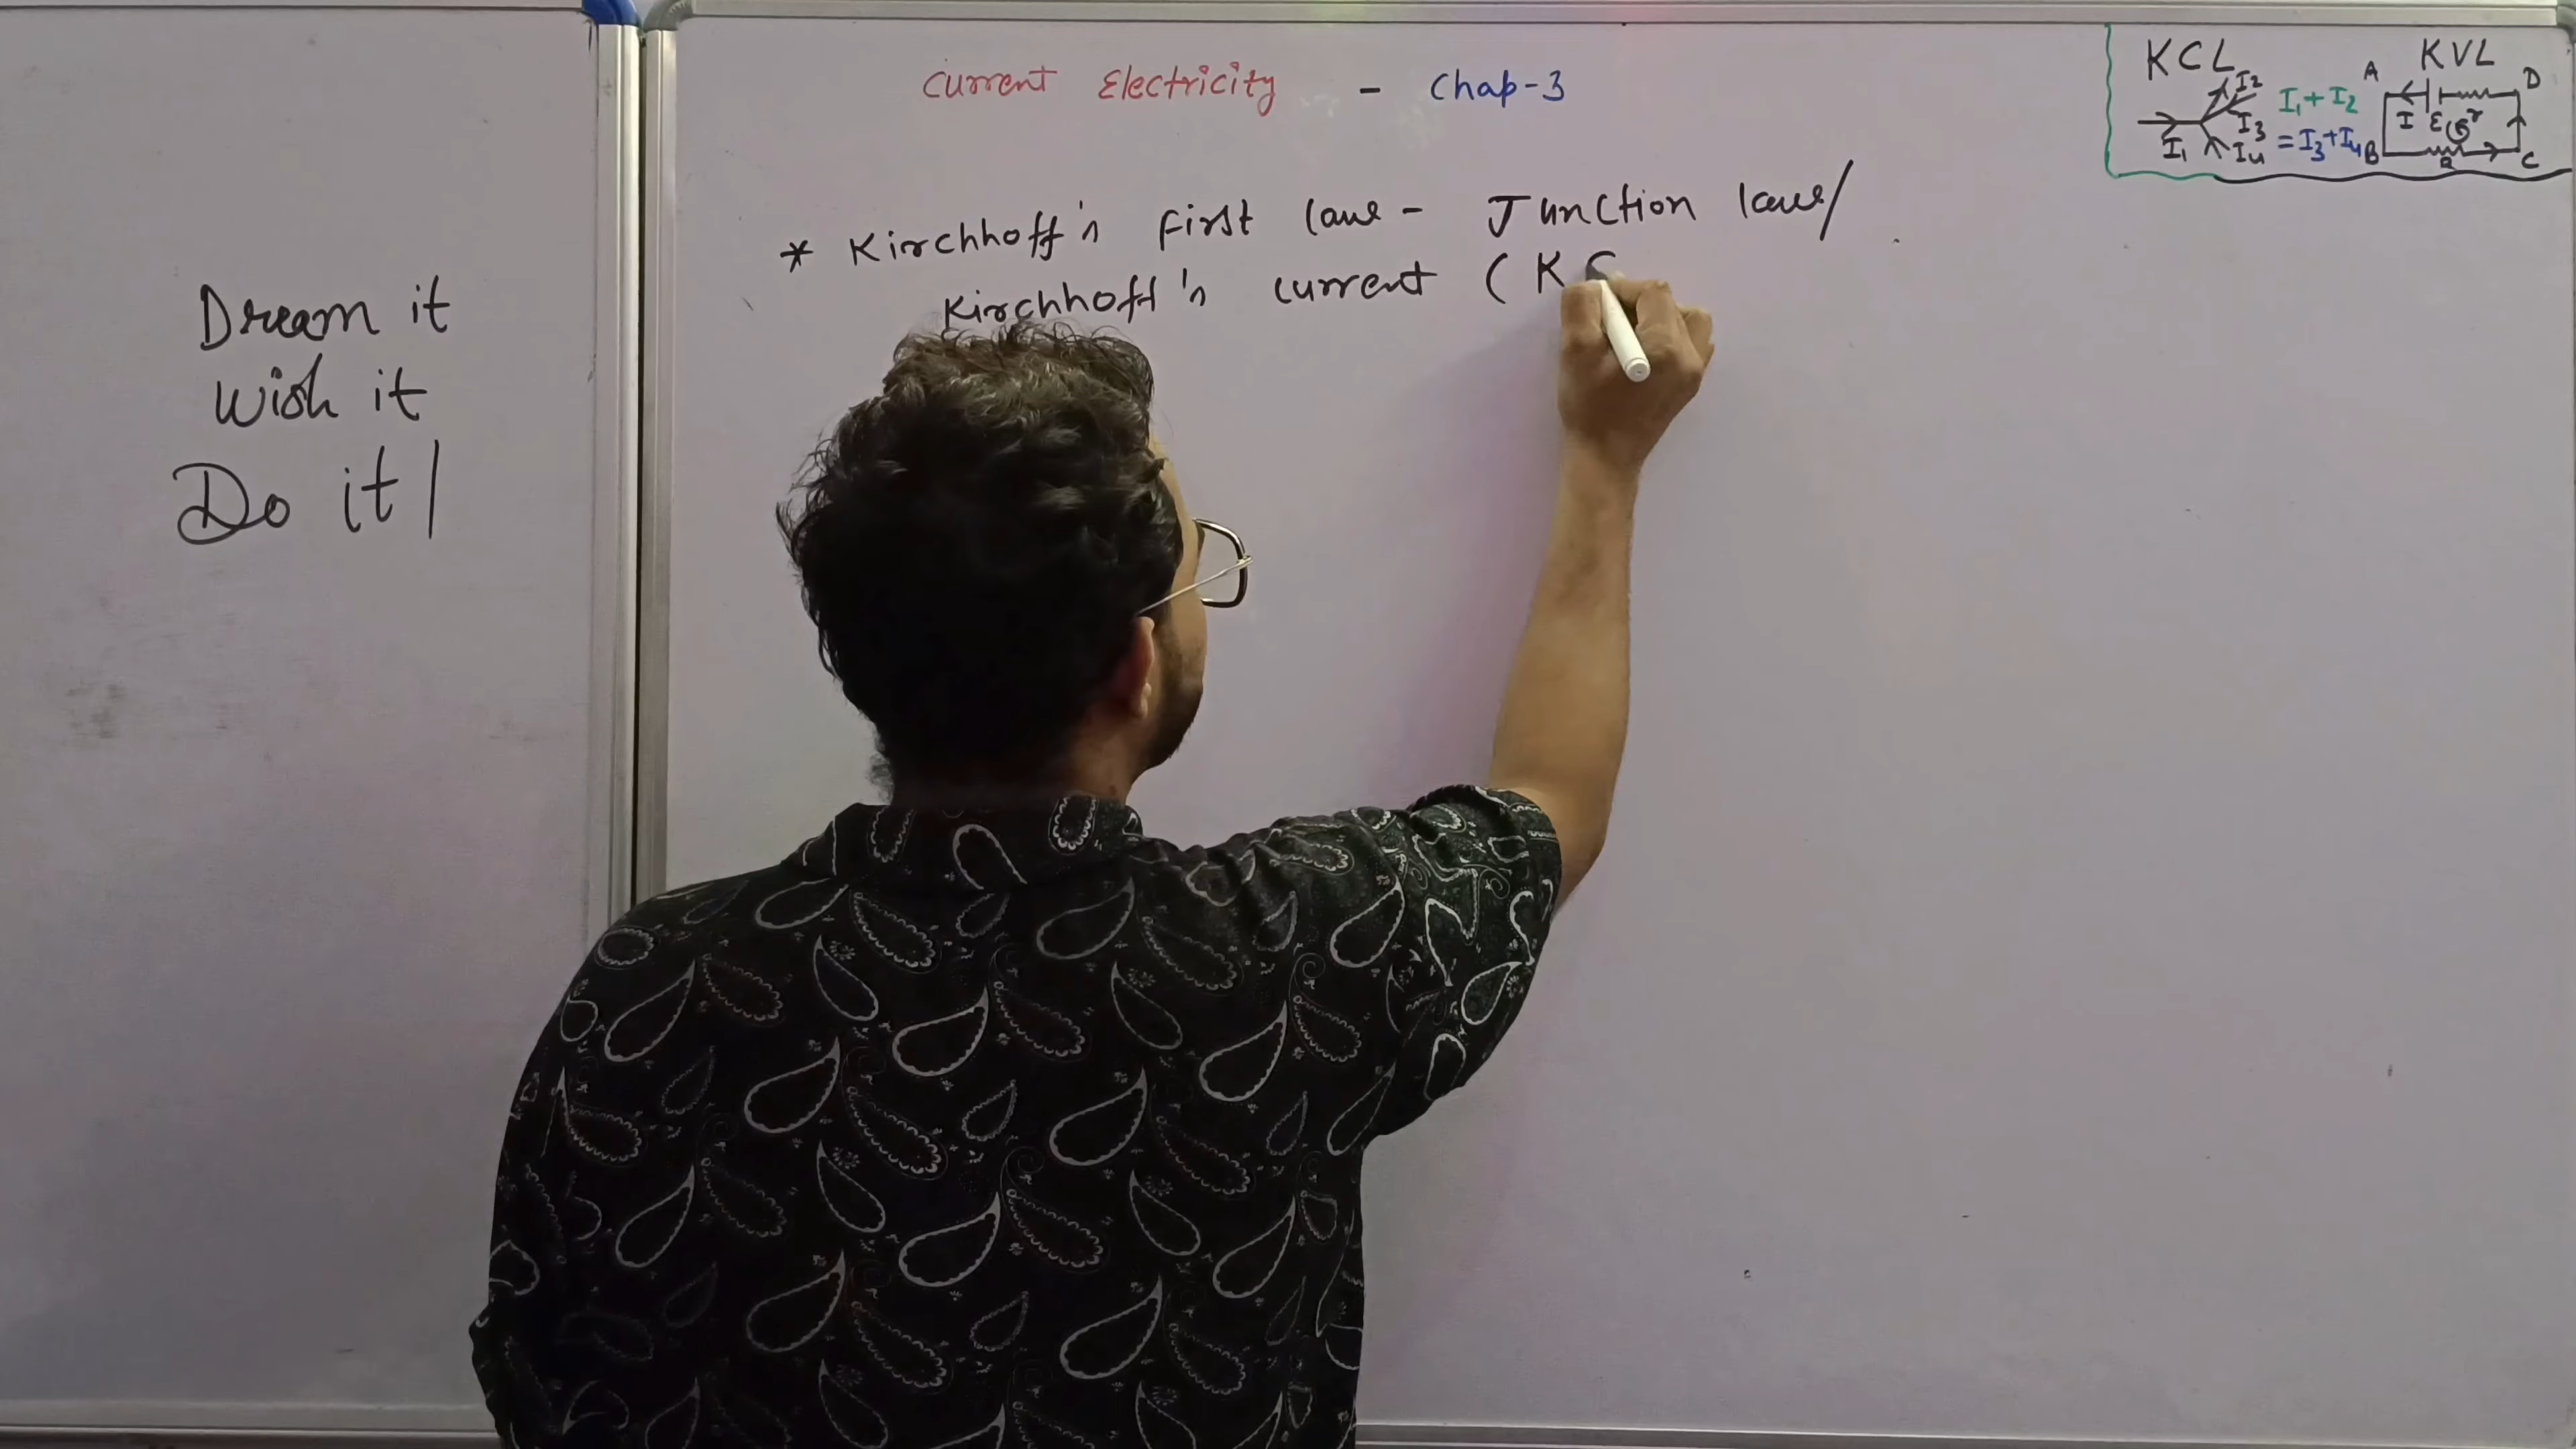 Dream it
Wish it
Do it!
Current Electricity - Chap-3
* Kirchhoff's First law - Junction law/
Kirchhoff's current (KC
KCL
I2
I1
I3
I4
I1+I2
=I3+I4
KVL
A
D
I
E
r
G
B
R
C